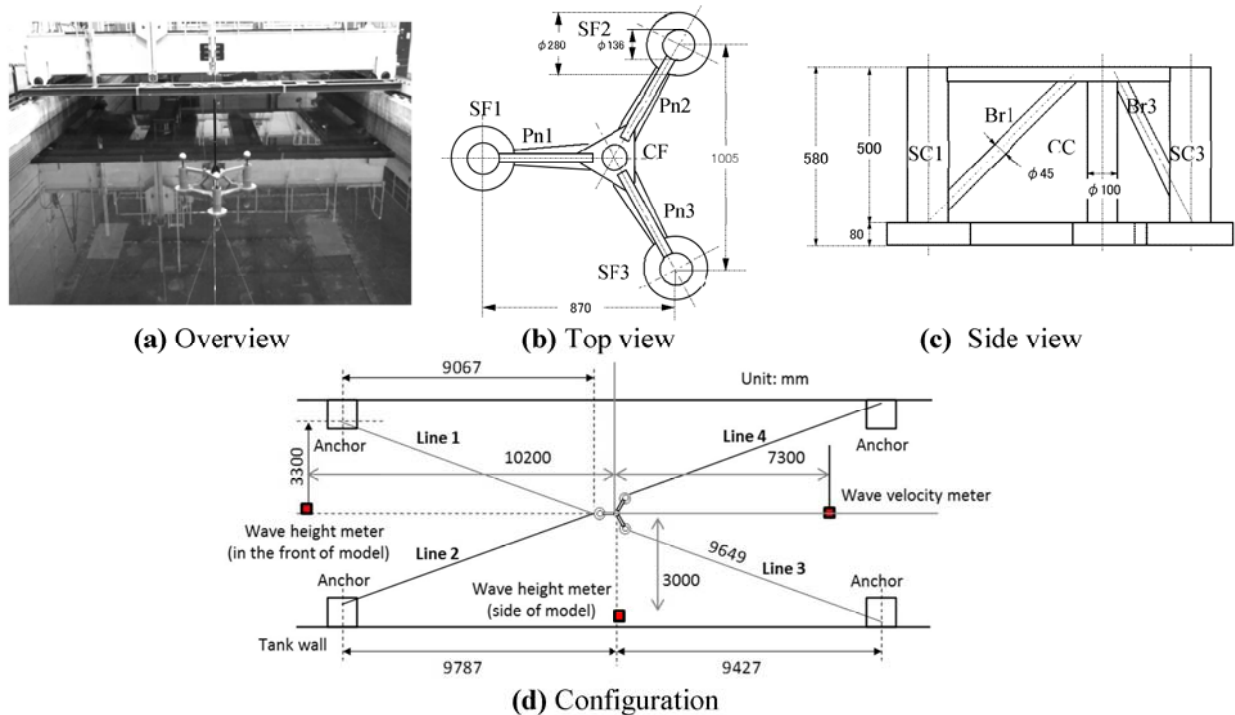 SF2
φ280
φ136
SF1
Pn1
Pn2
CF
1005
Pn3
SF3
870
580
500
Br1
Br3
SC1
CC
SC3
φ45
φ100
80
(a) Overview
(b) Top view
(c) Side view
9067
Unit: mm
Anchor
Line 1
Line 4
Anchor
3300
10200
7300
Wave velocity meter
Wave height meter
(in the front of model)
Line 2
9649
Line 3
Anchor
Wave height meter
(side of model)
3000
Anchor
Tank wall
9787
9427
(d) Configuration